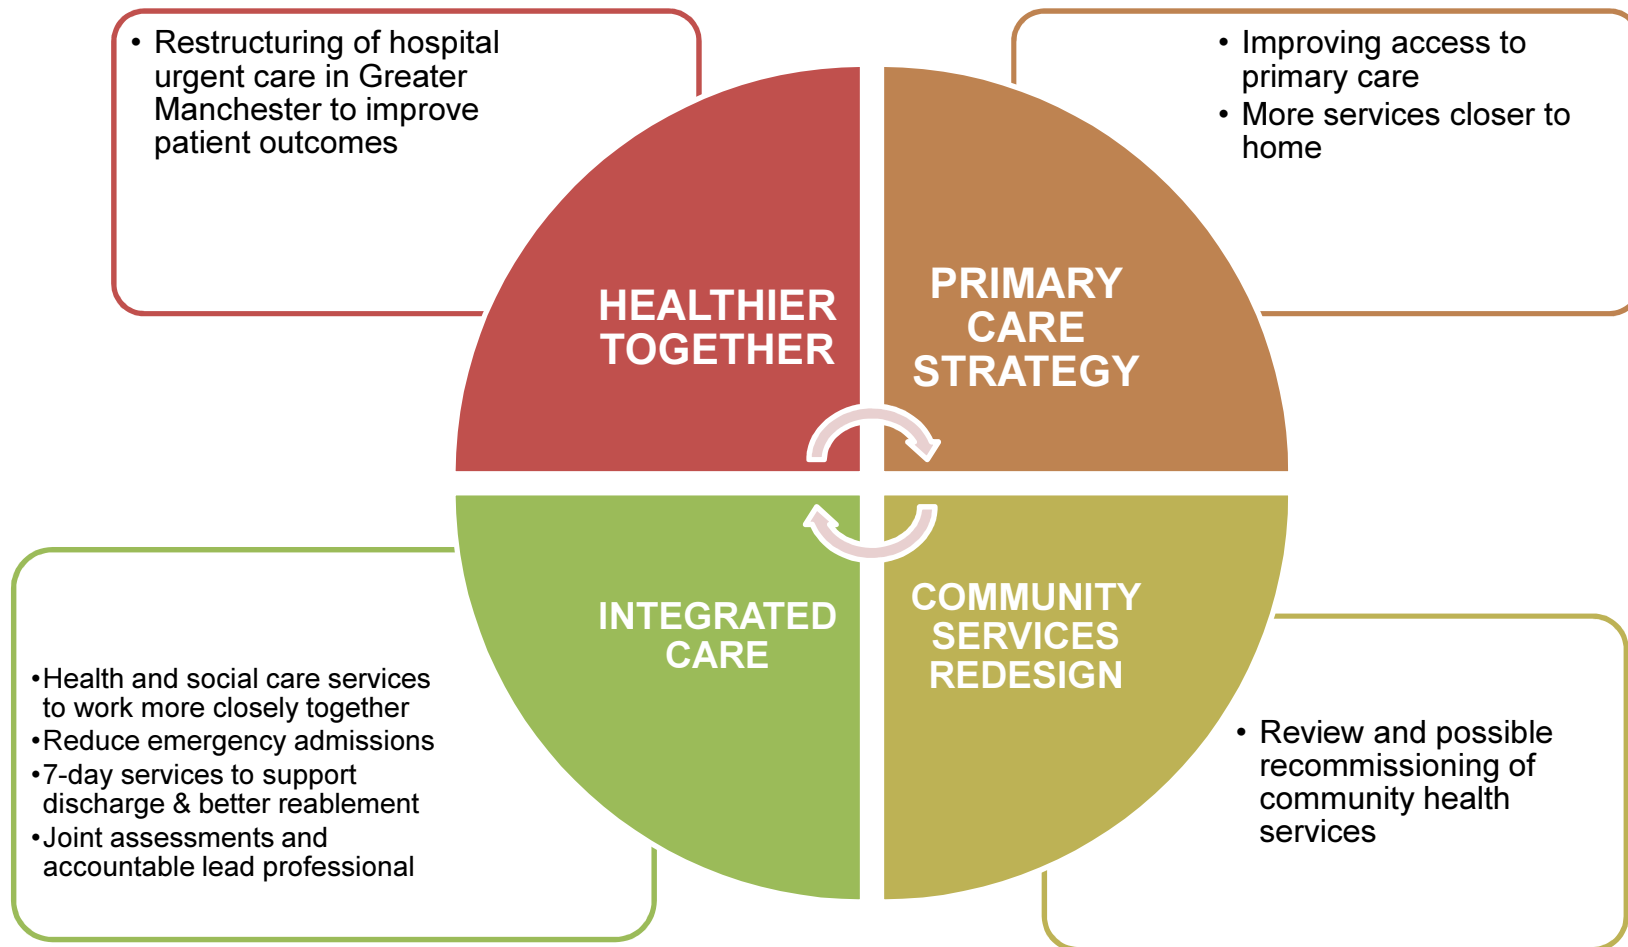 • Restructuring of hospital
urgent care in Greater
Manchester to improve
patient outcomes
• Improving access to
primary care
• More services closer to
home
HEALTHIER
TOGETHER
PRIMARY
CARE
STRATEGY
INTEGRATED
CARE
COMMUNITY
SERVICES
REDESIGN
•Health and social care services
to work more closely together
•Reduce emergency admissions
•7-day services to support
discharge & better reablement
•Joint assessments and
accountable lead professional
• Review and possible
recommissioning of
community health
services